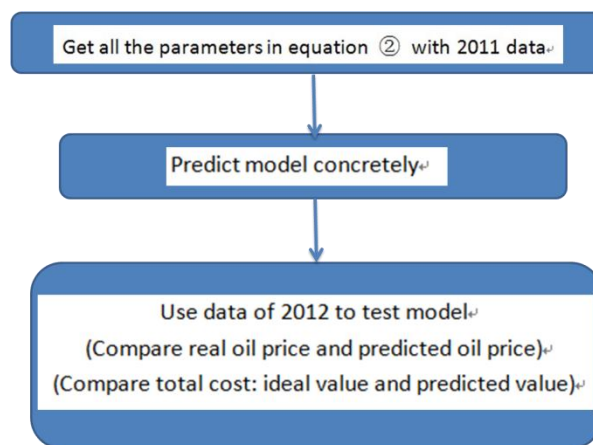 Get all the parameters in equation ② with 2011 data↵
Predict model concretely↵
Use data of 2012 to test model↵
(Compare real oil price and predicted oil price)↵
(Compare total cost: ideal value and predicted value)↵